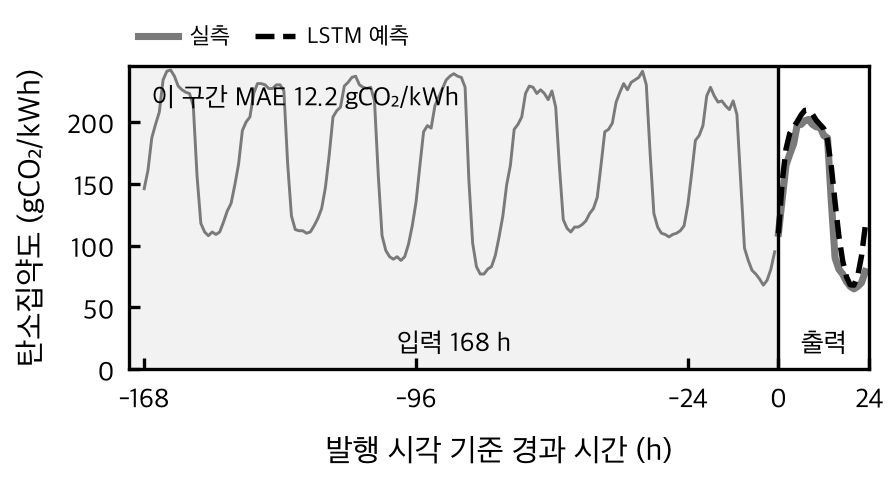 실측 LSTM 예측
이 구간 MAE 12.2 gCO₂/kWh
탄소집약도 (gCO₂/kWh)
200
150
100
50
0
입력 168 h
출력
-168 -96 -24 0 24
발행 시각 기준 경과 시간 (h)